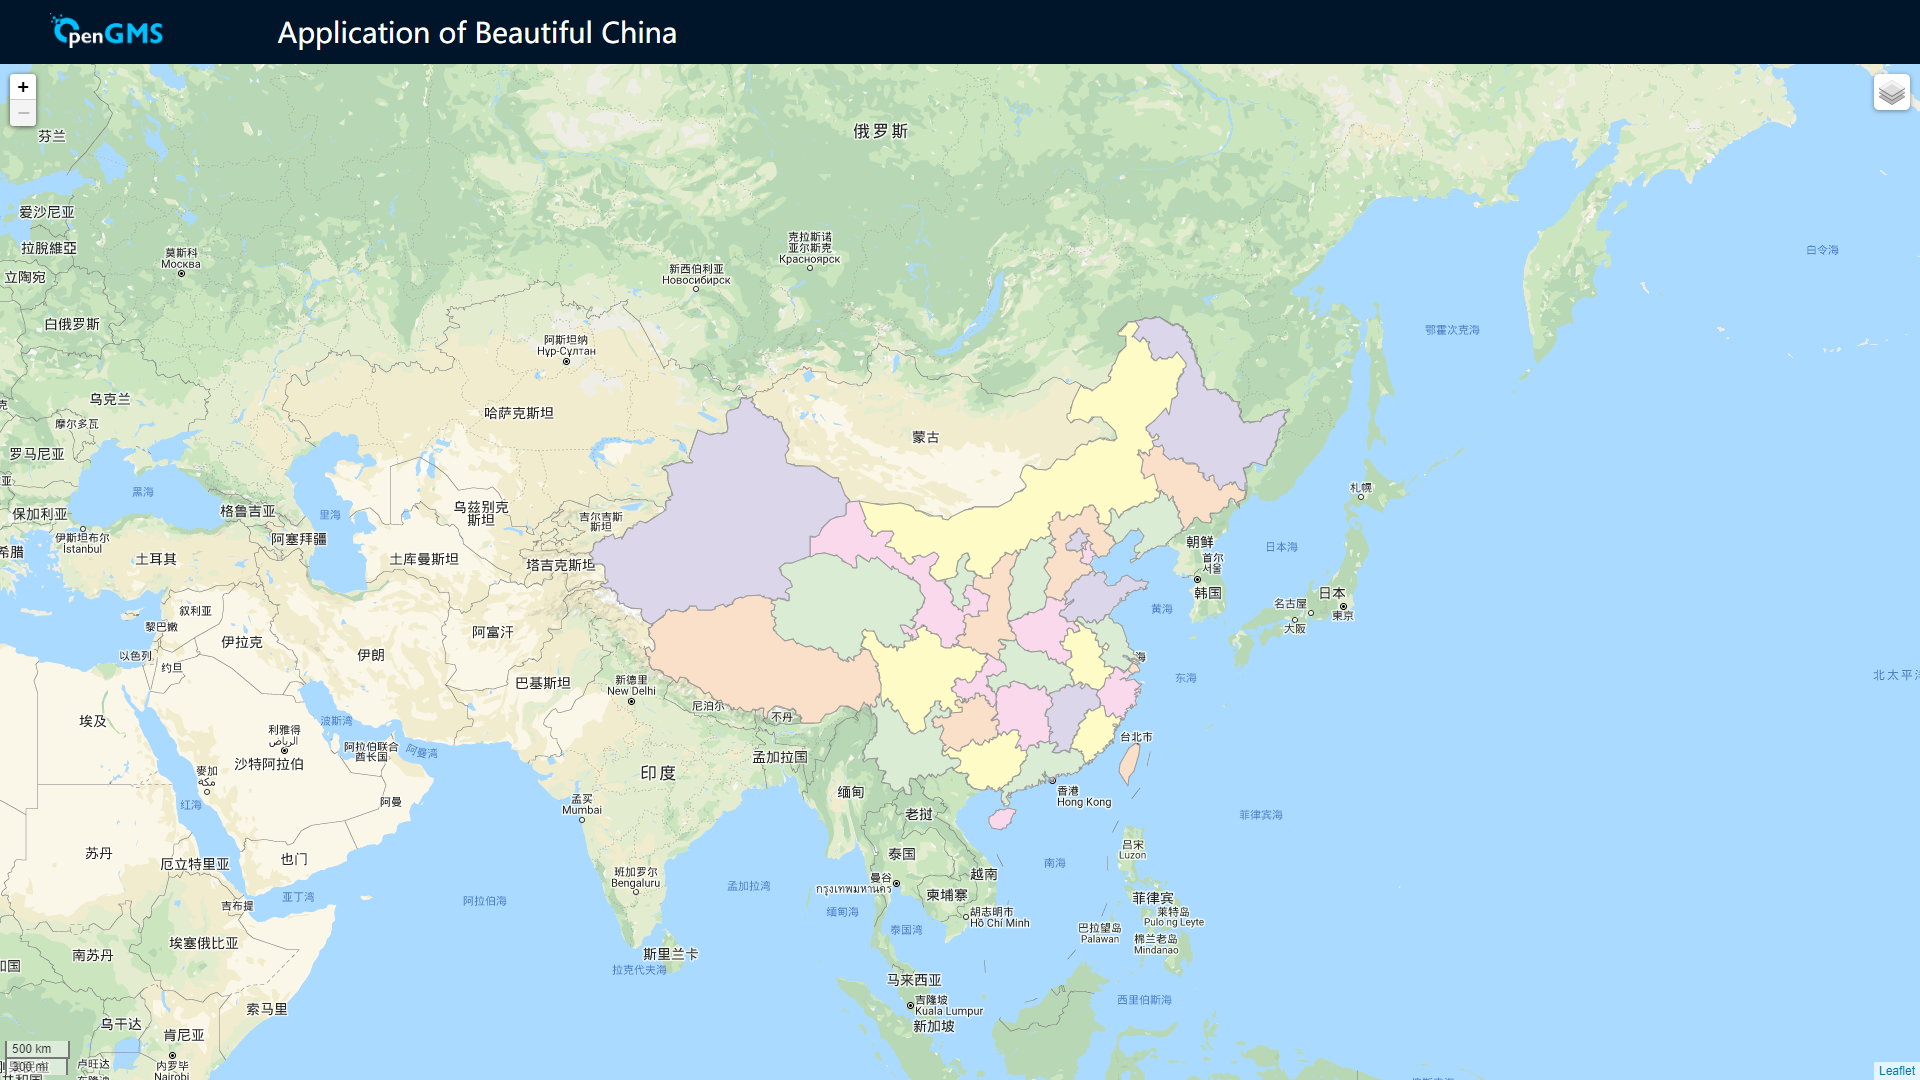 OpenGMS
Application of Beautiful China
+
−
芬兰
俄罗斯
爱沙尼亚
拉脫維亞
立陶宛
莫斯科
Москва
克拉斯诺
亚尔斯克
Красноярск
新西伯利亚
Новосибирск
白令海
白俄罗斯
鄂霍次克海
阿斯坦纳
Нұр-Сұлтан
乌克兰
哈萨克斯坦
摩尔多瓦
蒙古
罗马尼亚
黑海
札幌
保加利亚
格鲁吉亚
里海
乌兹别克
斯坦
吉尔吉斯
斯坦
伊斯坦布尔
İstanbul
阿塞拜疆
希腊
土耳其
土库曼斯坦
塔吉克斯坦
朝鲜
日本海
首尔
서울
韩国
日本
東京
名古屋
大阪
黄海
叙利亚
黎巴嫩
伊拉克
阿富汗
以色列
约旦
伊朗
海
东海
北太平洋
巴基斯坦
新德里
New Delhi
尼泊尔
不丹
埃及
波斯湾
利雅得
الرياض
沙特阿拉伯
阿拉伯联合
酋长国
阿曼湾
台北市
孟加拉国
印度
麥加
مكة
红海
阿曼
孟买
Mumbai
缅甸
香港
Hong Kong
老挝
菲律宾海
苏丹
厄立特里亚
也门
泰国
南海
吕宋
Luzon
班加罗尔
Bengaluru
曼谷
กรุงเทพมหานคร
越南
孟加拉湾
柬埔寨
亚丁湾
阿拉伯海
吉布提
缅甸海
胡志明市
Hồ Chí Minh
菲律宾
莱特岛
Pulo ng Leyte
泰国湾
巴拉望岛
Palawan
棉兰老岛
Mindanao
埃塞俄比亚
南苏丹
斯里兰卡
拉克代夫海
马来西亚
吉隆坡
Kuala Lumpur
新加坡
西里伯斯海
索马里
乌干达
肯尼亚
500 km
300 mi
卢旺达
内罗毕
Nairobi
Leaflet